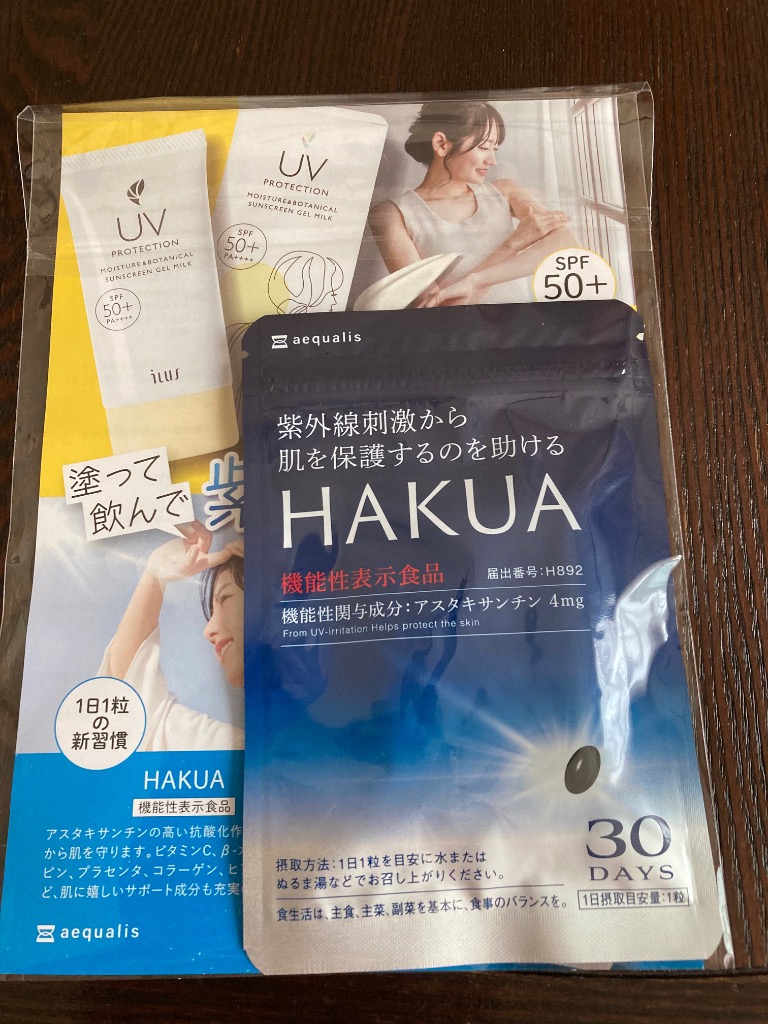 UV
PROTECTION
MOISTURE&BOTANICAL
SUNSCREEN GEL MILK
SPF
50+
PA++++
ilus
UV
PROTECTION
MOISTURE&BOTANICAL
SUNSCREEN GEL MILK
SPF
50+
PA++++
SPF
50+
塗って
飲んで
1日1粒
の
新習慣
HAKUA
機能性表示食品
アスタキサンチンの高い抗酸化作
から肌を守ります。ビタミンC、β-
ピン、プラセンタ、コラーゲン、ヒ
ど、肌に嬉しいサポート成分も充実
aequalis
aequalis
紫外線刺激から
肌を保護するのを助ける
HAKUA
機能性表示食品 届出番号:H892
機能性関与成分:アスタキサンチン 4mg
From UV-irritation Helps protect the skin
30
DAYS
摂取方法:1日1粒を目安に水または
ぬるま湯などでお召し上がりください。
1日摂取目安量:1粒
食生活は、主食、主菜、副菜を基本に、食事のバランスを。